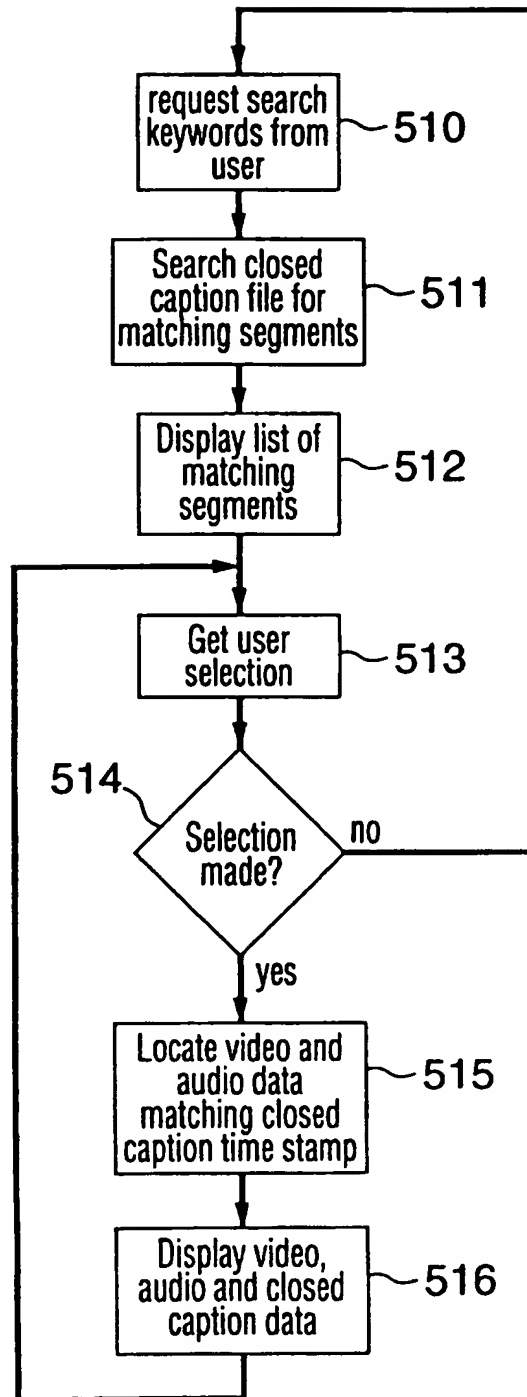 request search
keywords from
user
510
Search closed
caption file for
matching segments
511
Display list of
matching
segments
512
Get user
selection
513
514
Selection
made?
no
yes
Locate video and
audio data
matching closed
caption time stamp
515
Display video,
audio and closed
caption data
516